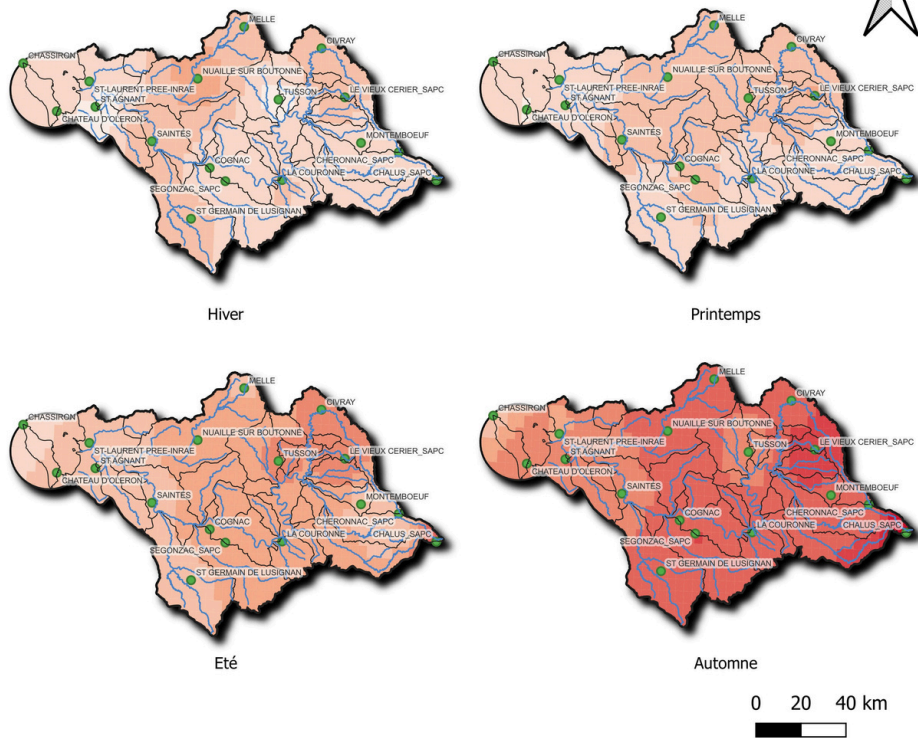 MELLE
CIVRAY
CHASSIRON
NUAILLE SUR BOUTONNE
ST-LAURENT PREE-INRAE
TUSSON
LE VIEUX CERIER_SAPC
ST AGNANT
CHATEAU D'OLERON
SAINTES
MONTEMBOEUF
COGNAC
CHERONNAC_SAPC
LA COURONNE
CHALUS_SAPC
SEGONZAC_SAPC
ST GERMAIN DE LUSIGNAN
Hiver
MELLE
CIVRAY
CHASSIRON
NUAILLE SUR BOUTONNE
ST-LAURENT PREE-INRAE
TUSSON
LE VIEUX CERIER_SAPC
ST AGNANT
CHATEAU D'OLERON
SAINTES
MONTEMBOEUF
COGNAC
CHERONNAC_SAPC
LA COURONNE
CHALUS_SAPC
SEGONZAC_SAPC
ST GERMAIN DE LUSIGNAN
Printemps
MELLE
CIVRAY
CHASSIRON
NUAILLE SUR BOUTONNE
ST-LAURENT PREE-INRAE
TUSSON
LE VIEUX CERIER_SAPC
ST AGNANT
CHATEAU D'OLERON
SAINTES
MONTEMBOEUF
COGNAC
CHERONNAC_SAPC
LA COURONNE
CHALUS_SAPC
SEGONZAC_SAPC
ST GERMAIN DE LUSIGNAN
Eté
MELLE
CIVRAY
CHASSIRON
NUAILLE SUR BOUTONNE
ST-LAURENT PREE-INRAE
TUSSON
LE VIEUX CERIER_SAPC
ST AGNANT
CHATEAU D'OLERON
SAINTES
MONTEMBOEUF
COGNAC
CHERONNAC_SAPC
LA COURONNE
CHALUS_SAPC
SEGONZAC_SAPC
ST GERMAIN DE LUSIGNAN
Automne
0 20 40 km